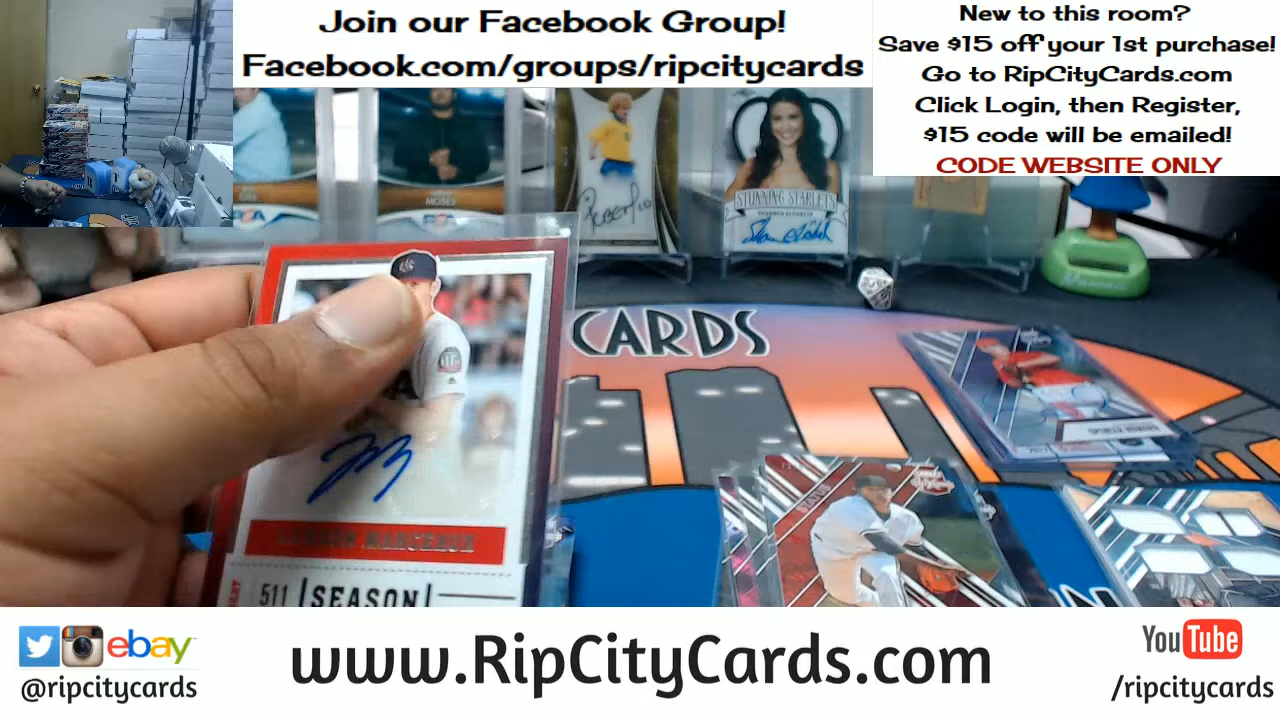 Join our Facebook Group!
Facebook.com/groups/ripcitycards
New to this room?
Save $15 off your 1st purchase!
Go to RipCityCards.com
Click Login, then Register,
$15 code will be emailed!
CODE WEBSITE ONLY
MOSES
STUNNING STARLETS
CARDS
511 SEASON
ebay
@ripcitycards
www.RipCityCards.com
YouTube
/ripcitycards